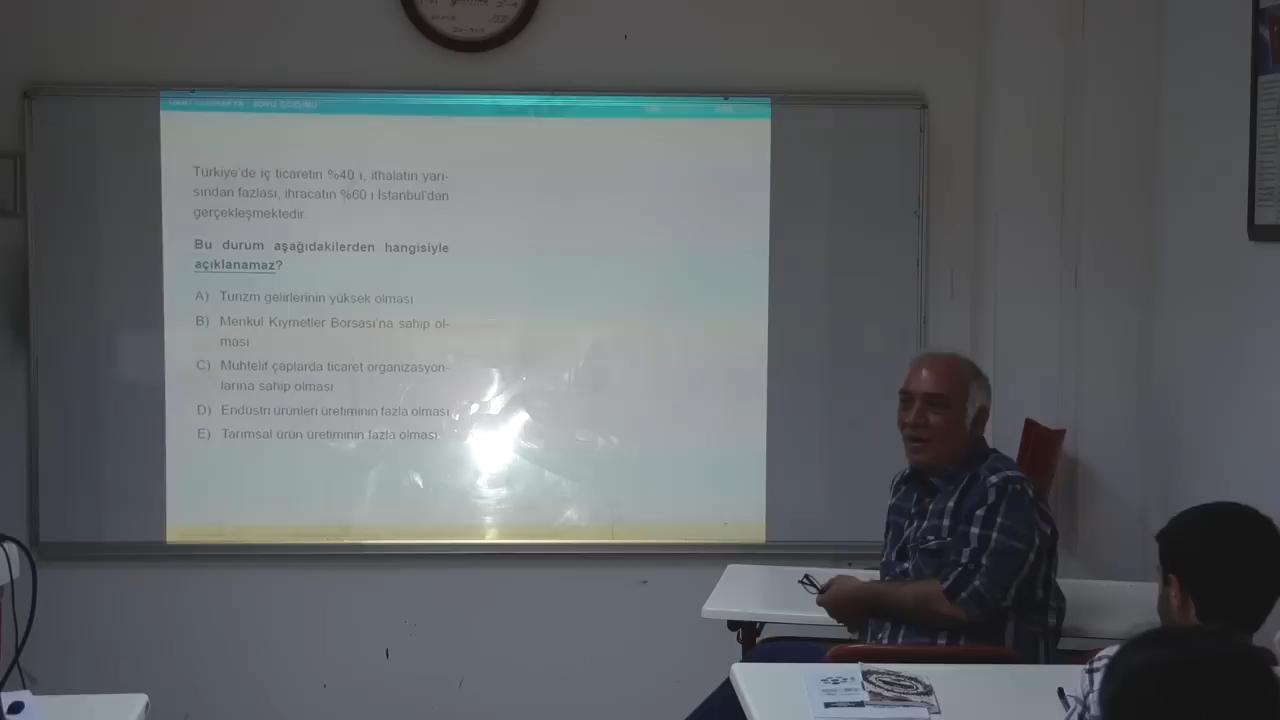 SORU ÇÖZÜMÜ
Türkiye'de iç ticaretin %40 ı, ithalatın yarı-
sından fazlası, ihracatın %60 ı İstanbul'dan
gerçekleşmektedir.
Bu durum aşağıdakilerden hangisiyle
açıklanamaz?
A) Turizm gelirlerinin yüksek olması
B) Menkul Kıymetler Borsası'na sahip ol-
ması
C) Muhtelif çaplarda ticaret organizasyon-
larına sahip olması
D) Endüstri ürünleri üretiminin fazla olması
E) Tarımsal ürün üretiminin fazla olması